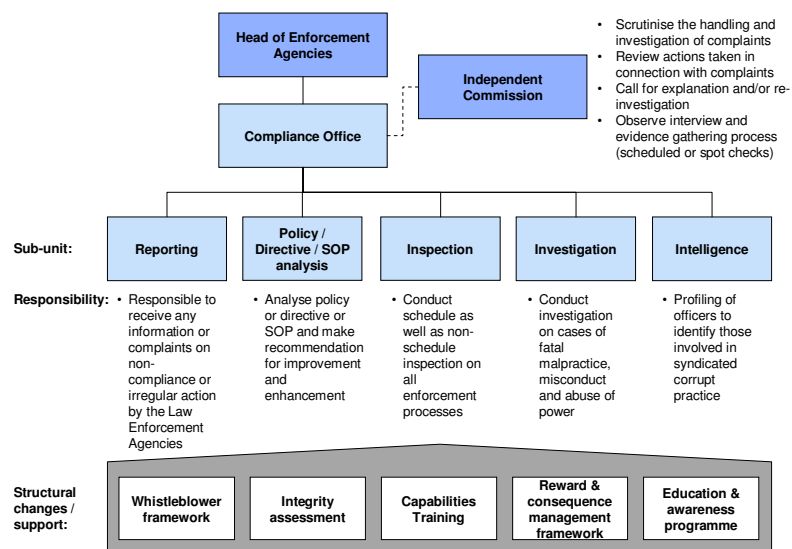 Head of Enforcement
Agencies
Independent
Commission
• Scrutinise the handling and
investigation of complaints
• Review actions taken in
connection with complaints
• Call for explanation and/or re-
investigation
• Observe interview and
evidence gathering process
(scheduled or spot checks)
Compliance Office
Sub-unit:
Reporting
Policy /
Directive / SOP
analysis
Inspection
Investigation
Intelligence
Responsibility:
• Responsible to
receive any
information or
complaints on
non-
compliance or
irregular action
by the Law
Enforcement
Agencies
• Analyse policy
or directive or
SOP and make
recommendation
for improvement
and
enhancement
• Conduct
schedule as
well as non-
schedule
inspection on
all
enforcement
processes
• Conduct
investigation
on cases of
fatal
malpractice,
misconduct
and abuse of
power
• Profiling of
officers to
identify those
involved in
syndicated
corrupt
practice
Structural
changes /
support:
Whistleblower
framework
Integrity
assessment
Capabilities
Training
Reward &
consequence
management
framework
Education &
awareness
programme